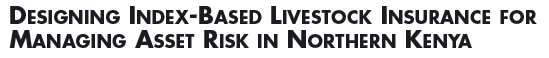 Designing Index-Based Livestock Insurance for
Managing Asset Risk in Northern Kenya